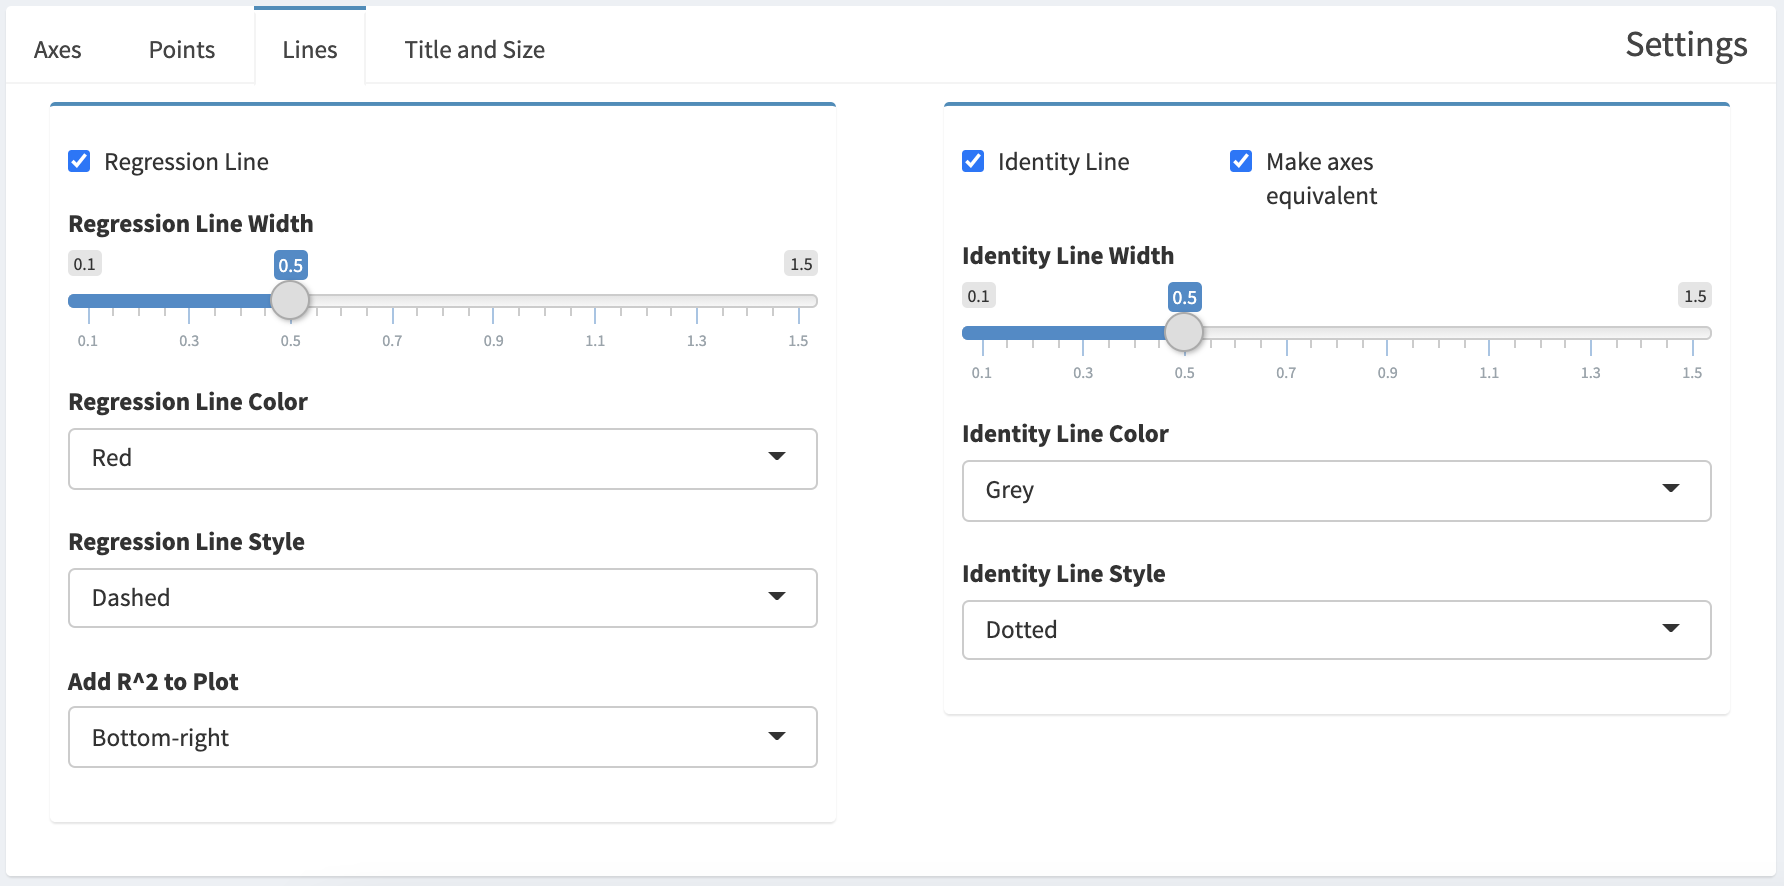 Axes Points Lines Title and Size Settings
Regression Line
Regression Line Width
0.1 0.5 1.5
0.1 0.3 0.5 0.7 0.9 1.1 1.3 1.5
Regression Line Color
Red
Regression Line Style
Dashed
Add R^2 to Plot
Bottom-right
Identity Line Make axes
equivalent
Identity Line Width
0.1 0.5 1.5
0.1 0.3 0.5 0.7 0.9 1.1 1.3 1.5
Identity Line Color
Grey
Identity Line Style
Dotted